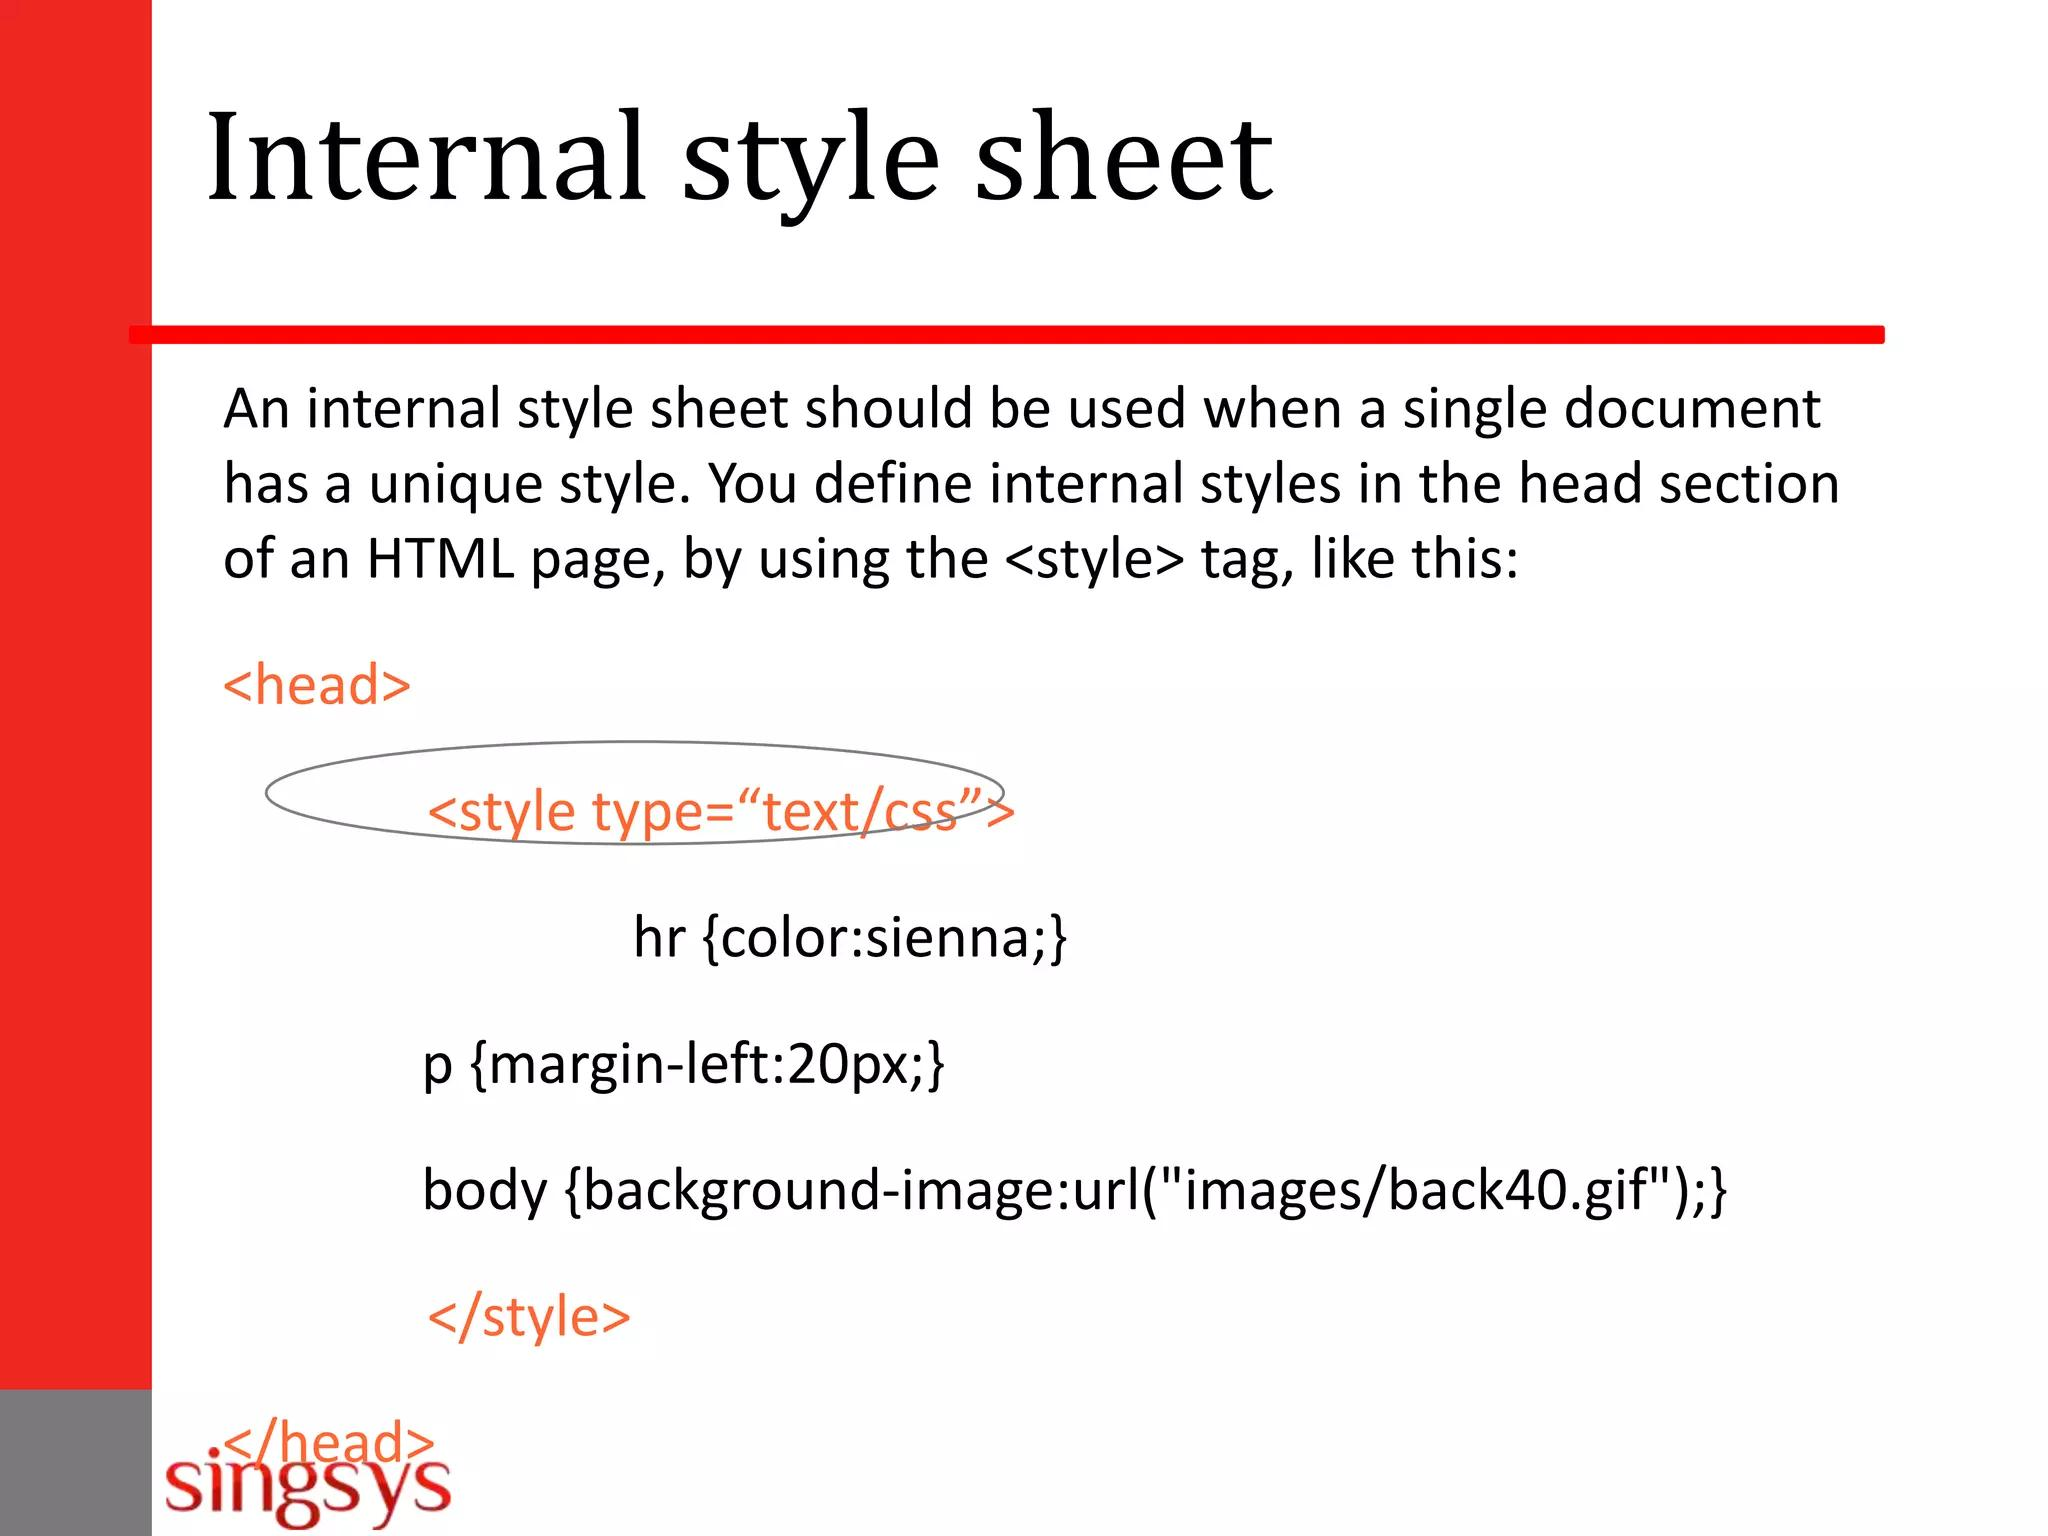 Internal style sheet
An internal style sheet should be used when a single document
has a unique style. You define internal styles in the head section
of an HTML page, by using the <style> tag, like this:
<head>
<style type=“text/css”>
hr {color:sienna;}
p {margin-left:20px;}
body {background-image:url("images/back40.gif");}
</style>
</head>
singsys